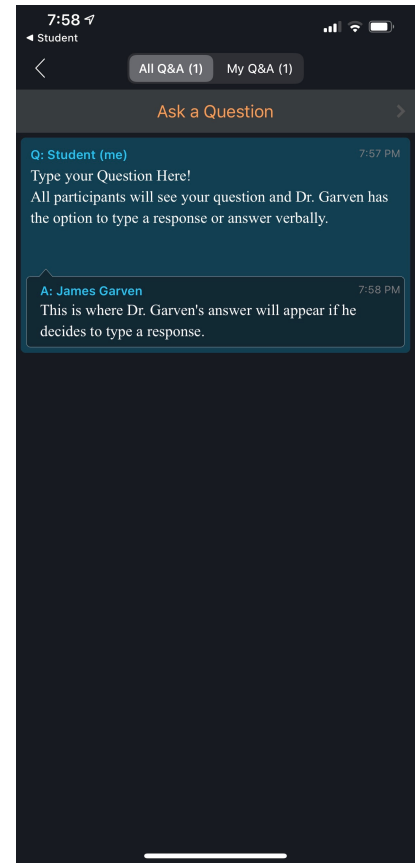 7:58
◄ Student
All Q&A (1) My Q&A (1)
Ask a Question
Q: Student (me) 7:57 PM
Type your Question Here!
All participants will see your question and Dr. Garven has
the option to type a response or answer verbally.
A: James Garven 7:58 PM
This is where Dr. Garven's answer will appear if he
decides to type a response.